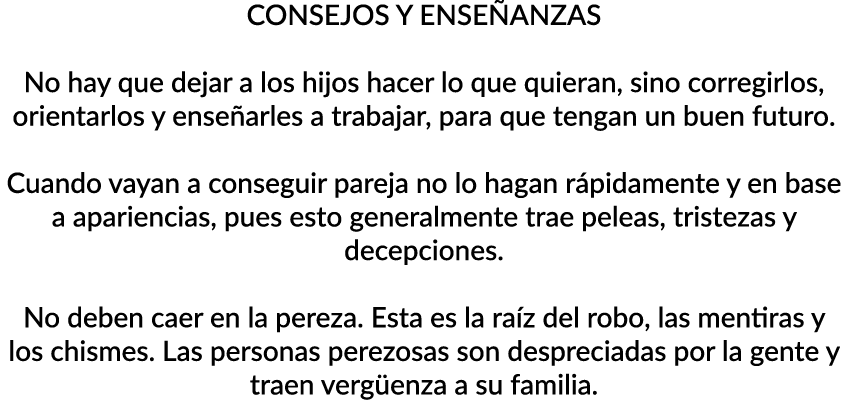 CONSEJOS Y ENSEÑANZAS
No hay que dejar a los hijos hacer lo que quieran, sino corregirlos,
orientarlos y enseñarles a trabajar, para que tengan un buen futuro.
Cuando vayan a conseguir pareja no lo hagan rápidamente y en base
a apariencias, pues esto generalmente trae peleas, tristezas y
decepciones.
No deben caer en la pereza. Esta es la raíz del robo, las mentiras y
los chismes. Las personas perezosas son despreciadas por la gente y
traen vergüenza a su familia.